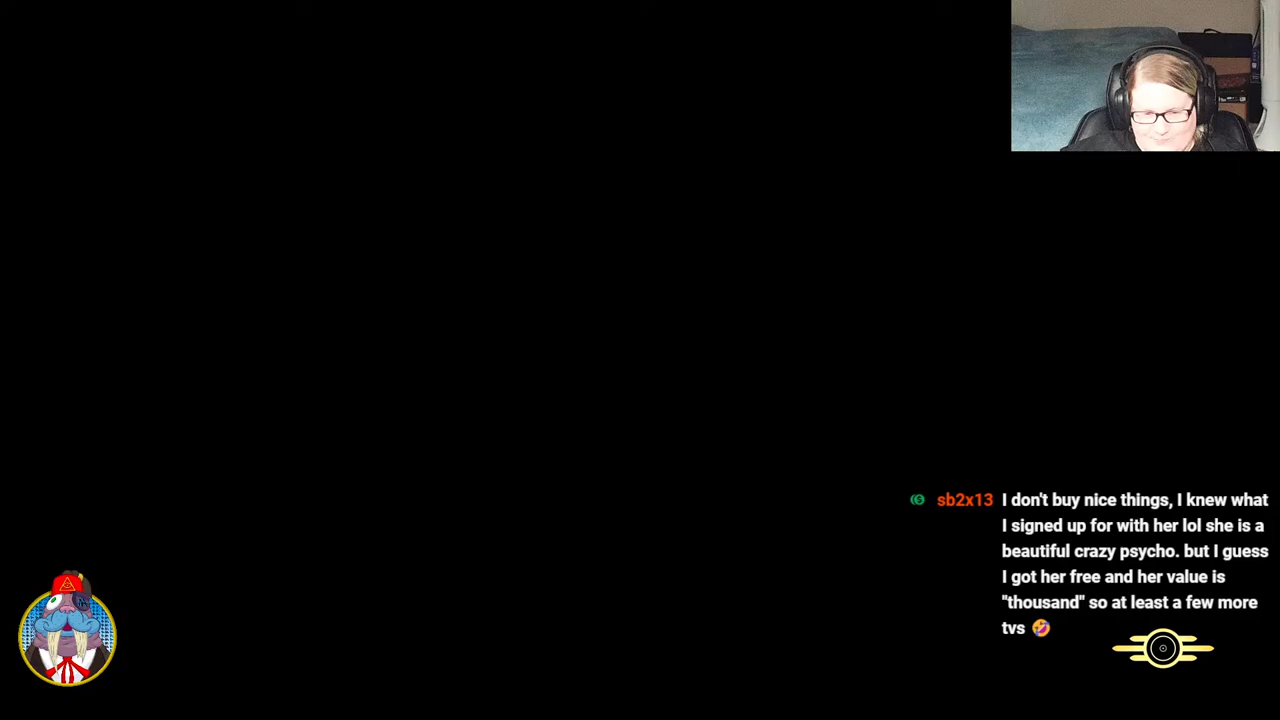 sb2x13 I don't buy nice things, I knew what
I signed up for with her lol she is a
beautiful crazy psycho. but I guess
I got her free and her value is
"thousand" so at least a few more
tvs 🤣